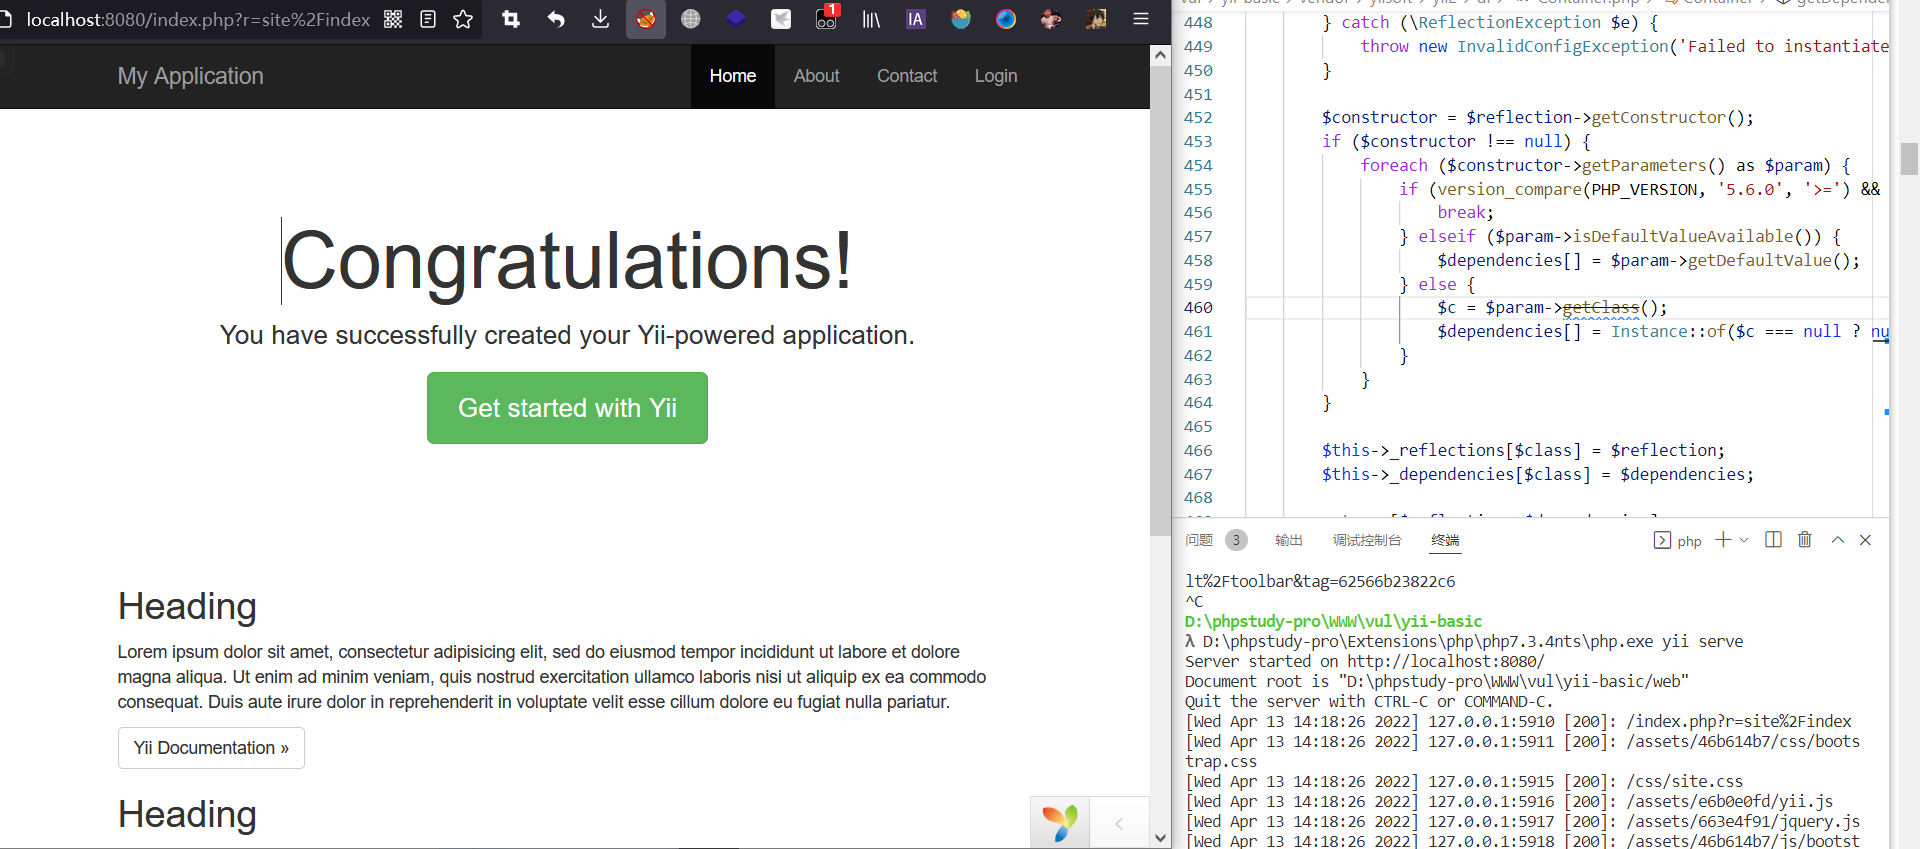 localhost:8080/index.php?r=site%2Findex
1
IA
My Application
Home
About
Contact
Login
Congratulations!
You have successfully created your Yii-powered application.
Get started with Yii
Heading
Lorem ipsum dolor sit amet, consectetur adipisicing elit, sed do eiusmod tempor incididunt ut labore et dolore
magna aliqua. Ut enim ad minim veniam, quis nostrud exercitation ullamco laboris nisi ut aliquip ex ea commodo
consequat. Duis aute irure dolor in reprehenderit in voluptate velit esse cillum dolore eu fugiat nulla pariatur.
Yii Documentation »
Heading
448 } catch (\ReflectionException $e) {
449 throw new InvalidConfigException('Failed to instantiate
450 }
451
452 $constructor = $reflection->getConstructor();
453 if ($constructor !== null) {
454 foreach ($constructor->getParameters() as $param) {
455 if (version_compare(PHP_VERSION, '5.6.0', '>=') &&
456 break;
457 } elseif ($param->isDefaultValueAvailable()) {
458 $dependencies[] = $param->getDefaultValue();
459 } else {
460 $c = $param->getClass();
461 $dependencies[] = Instance::of($c === null ? nu
462 }
463 }
464 }
465
466 $this->_reflections[$class] = $reflection;
467 $this->_dependencies[$class] = $dependencies;
468
问题 3 输出 调试控制台 终端 php
lt%2Ftoolbar&tag=62566b23822c6
^C
D:\phpstudy-pro\WWW\vul\yii-basic
λ D:\phpstudy-pro\Extensions\php\php7.3.4nts\php.exe yii serve
Server started on http://localhost:8080/
Document root is "D:\phpstudy-pro\WWW\vul\yii-basic/web"
Quit the server with CTRL-C or COMMAND-C.
[Wed Apr 13 14:18:26 2022] 127.0.0.1:5910 [200]: /index.php?r=site%2Findex
[Wed Apr 13 14:18:26 2022] 127.0.0.1:5911 [200]: /assets/46b614b7/css/boots
trap.css
[Wed Apr 13 14:18:26 2022] 127.0.0.1:5915 [200]: /css/site.css
[Wed Apr 13 14:18:26 2022] 127.0.0.1:5916 [200]: /assets/e6b0e0fd/yii.js
[Wed Apr 13 14:18:26 2022] 127.0.0.1:5917 [200]: /assets/663e4f91/jquery.js
[Wed Apr 13 14:18:26 2022] 127.0.0.1:5918 [200]: /assets/46b614b7/js/bootst